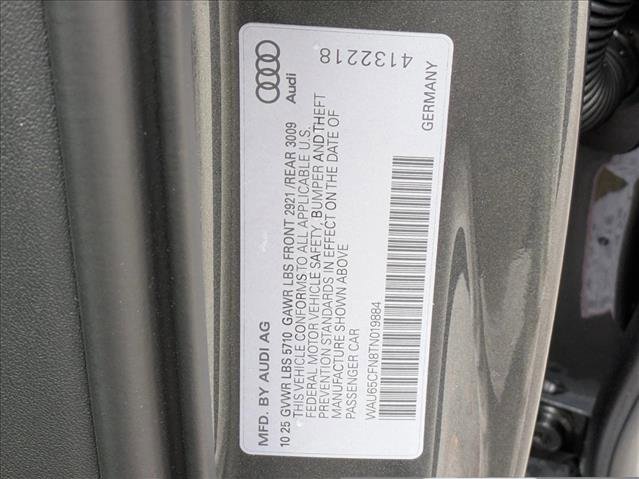 MFD. BY AUDI AG
Audi
10 25 GVWR LBS 5710 GAWR LBS FRONT 2921 /REAR 3009
THIS VEHICLE CONFORMS TO ALL APPLICABLE U.S.
FEDERAL MOTOR VEHICLE SAFETY, BUMPER AND THEFT
PREVENTION STANDARDS IN EFFECT ON THE DATE OF
MANUFACTURE SHOWN ABOVE
PASSENGER CAR
WAU65CFN8TN019884
4132218
GERMANY